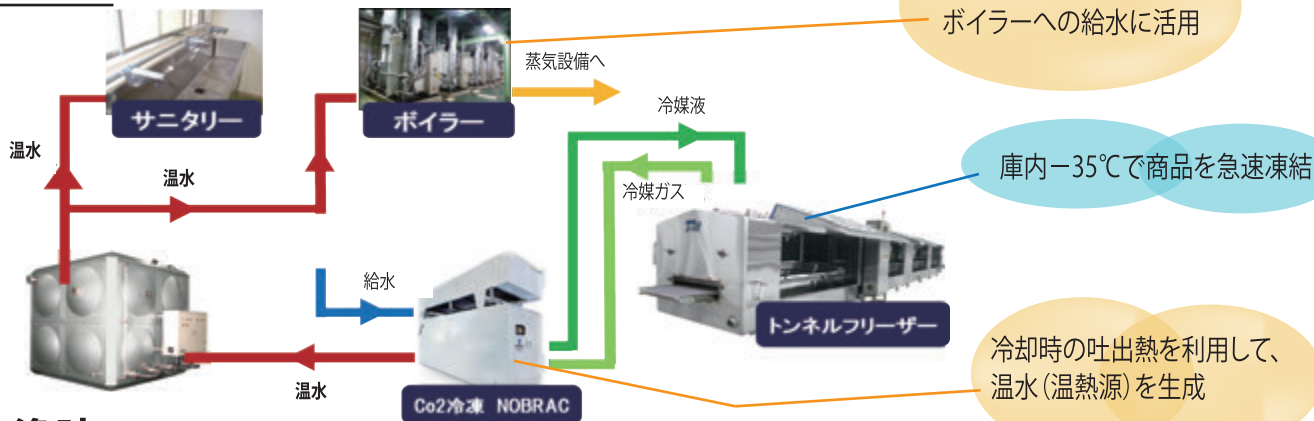 ボイラーへの給水に活用
蒸気設備へ
サニタリー
ボイラー
冷媒液
温水
温水
庫内−35℃で商品を急速凍結
冷媒ガス
給水
トンネルフリーザー
冷却時の吐出熱を利用して、
温水(温熱源)を生成
温水
Co2冷凍 NOBRAC